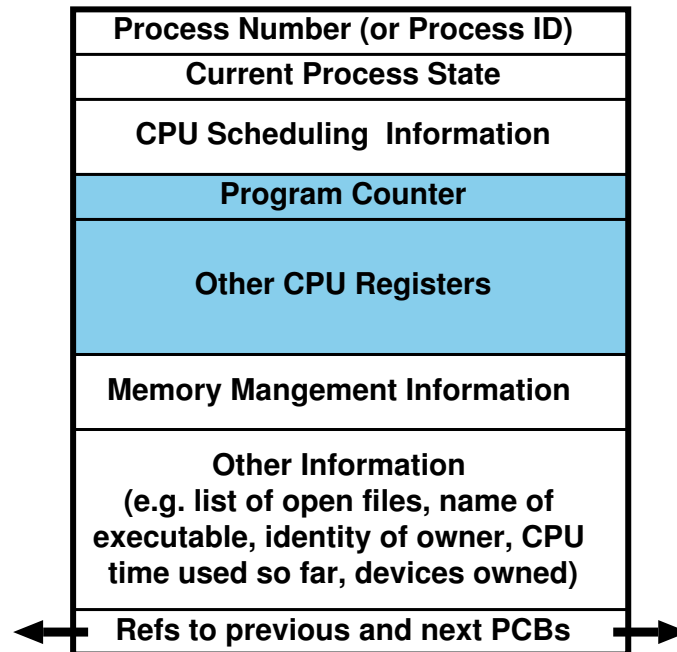 Process Number (or Process ID)
Current Process State
CPU Scheduling Information
Program Counter
Other CPU Registers
Memory Mangement Information
Other Information
(e.g. list of open files, name of
executable, identity of owner, CPU
time used so far, devices owned)
Refs to previous and next PCBs